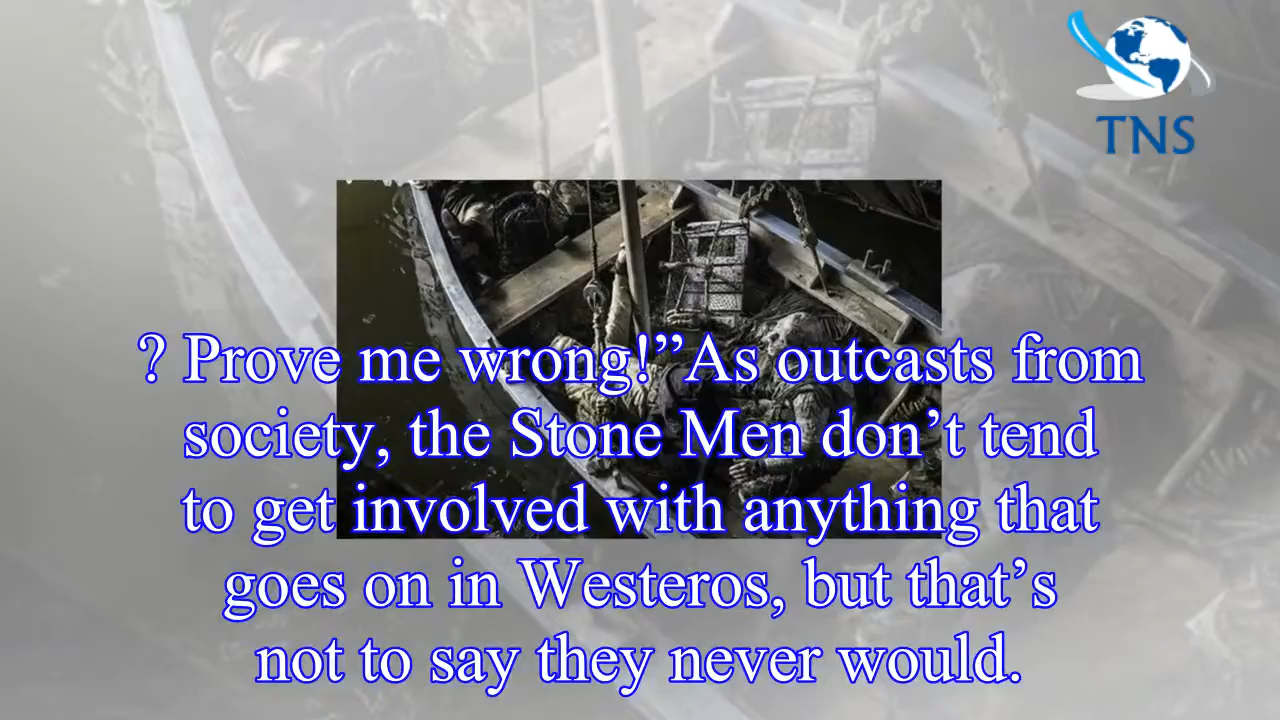 TNS
? Prove me wrong!”As outcasts from
society, the Stone Men don’t tend
to get involved with anything that
goes on in Westeros, but that’s
not to say they never would.